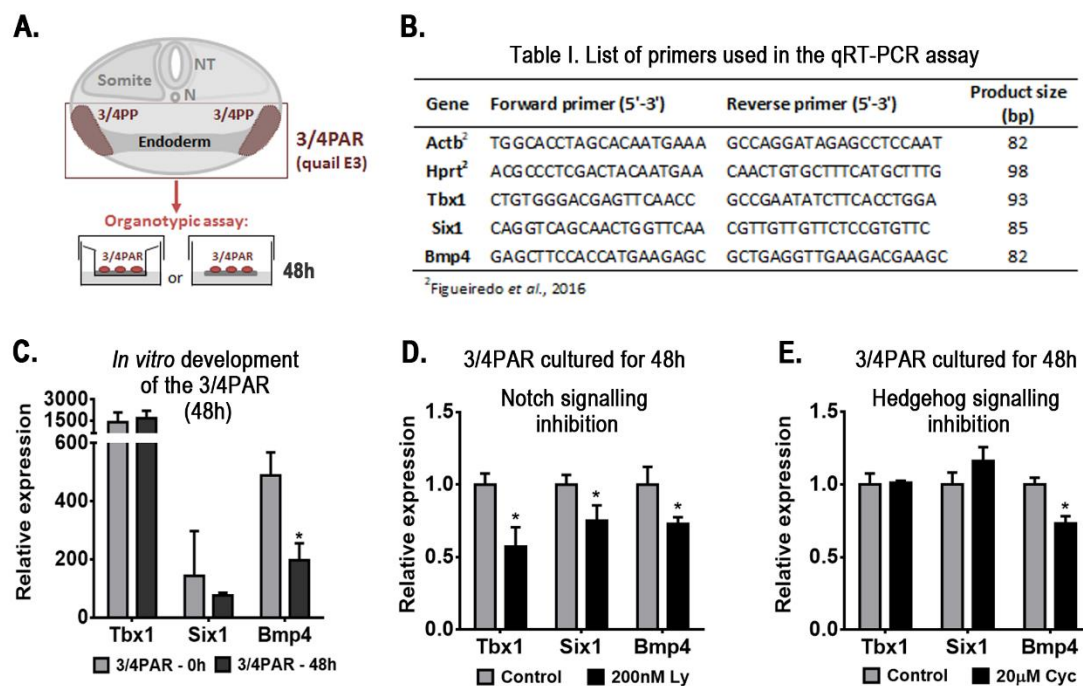 A.
NT
Somite
N
3/4PP
3/4PP
Endoderm
3/4PAR
(quail E3)
Organotypic assay:
3/4PAR
or
3/4PAR
48h
B.
Table I. List of primers used in the qRT-PCR assay
Gene Forward primer (5'-3') Reverse primer (5'-3') Product size (bp)
Actb2 TGGCACCTAGCACAATGAAA GCCAGGATAGAGCCTCCAAT 82
Hprt2 ACGCCCTCGACTACAATGAA CAACTGTGCTTTCATGCTTTG 98
Tbx1 CTGTGGGACGAGTTCAACC GCCGAATATCTTCACCTGGA 93
Six1 CAGGTCAGCAACTGGTTCAA CGTTGTTGTTCTCCGTGTTC 85
Bmp4 GAGCTTCCACCATGAAGAGC GCTGAGGTTGAAGACGAAGC 82
2Figueiredo et al., 2016
C.
In vitro development
of the 3/4PAR
(48h)
Relative expression
3000
1500
600
400
200
0
Tbx1 Six1 Bmp4
*
3/4PAR - 0h 3/4PAR - 48h
D.
3/4PAR cultured for 48h
Notch signalling
inhibition
Relative expression
1.5
1.0
0.5
0.0
* * *
Tbx1 Six1 Bmp4
Control 200nM Ly
E.
3/4PAR cultured for 48h
Hedgehog signalling
inhibition
Relative expression
1.5
1.0
0.5
0.0
*
Tbx1 Six1 Bmp4
Control 20µM Cyc